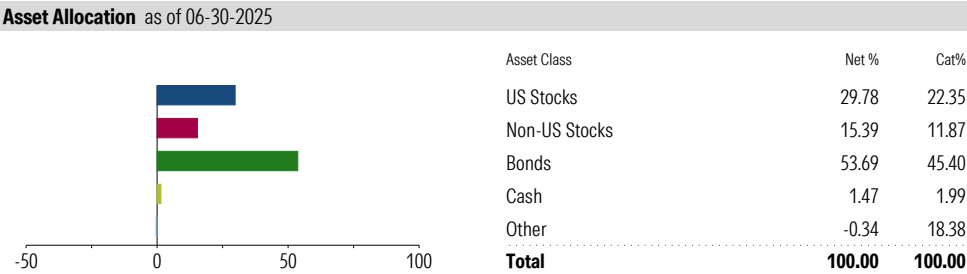 Asset Allocation as of 06-30-2025
Asset Class Net % Cat%
US Stocks 29.78 22.35
Non-US Stocks 15.39 11.87
Bonds 53.69 45.40
Cash 1.47 1.99
Other -0.34 18.38
Total 100.00 100.00
-50 0 50 100